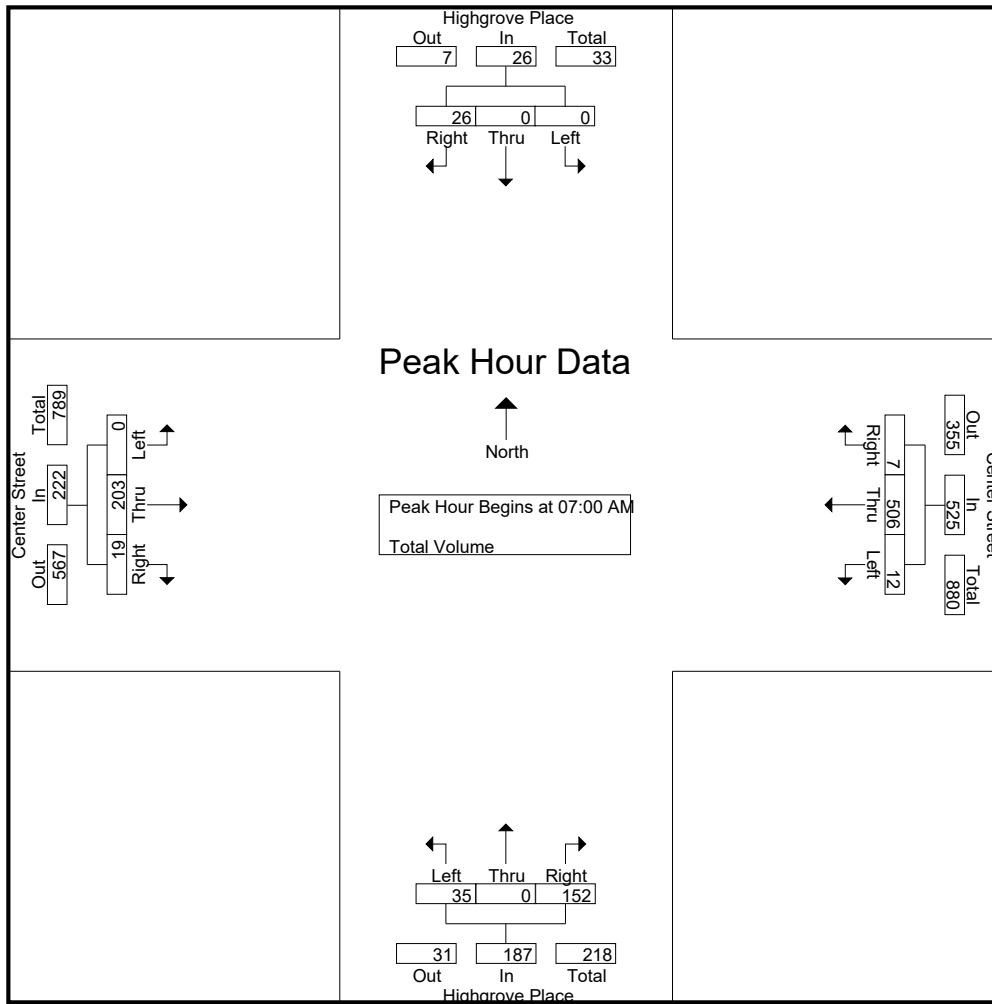 Highgrove Place
Out In Total
7 26 33
26 0 0
Right Thru Left
Peak Hour Data
North
Peak Hour Begins at 07:00 AM
Total Volume
Center Street
Out In Total
567 222 789
Left Thru Right
0 203 19
Center Street
Out In Total
355 525 880
Right Thru Left
7 506 12
Left Thru Right
35 0 152
31 187 218
Out In Total
Highgrove Place